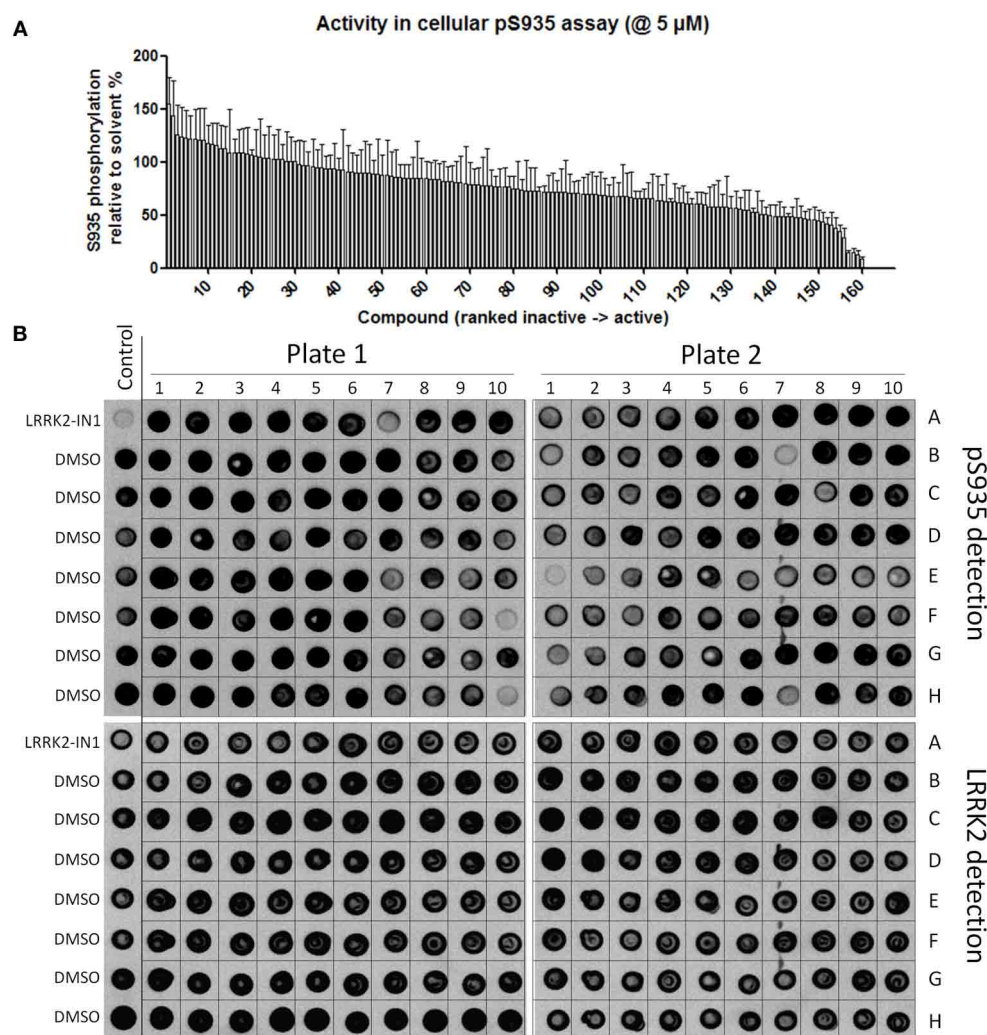 A
Activity in cellular pS935 assay (@ 5 µM)
S935 phosphorylation
relative to solvent %
200
150
100
50
0
10 20 30 40 50 60 70 80 90 100 110 120 130 140 150 160
Compound (ranked inactive -> active)
B
Control
Plate 1
Plate 2
1 2 3 4 5 6 7 8 9 10
1 2 3 4 5 6 7 8 9 10
LRRK2-IN1
A
DMSO
B
DMSO
C
DMSO
D
DMSO
E
DMSO
F
DMSO
G
DMSO
H
pS935 detection
LRRK2-IN1
A
DMSO
B
DMSO
C
DMSO
D
DMSO
E
DMSO
F
DMSO
G
DMSO
H
LRRK2 detection